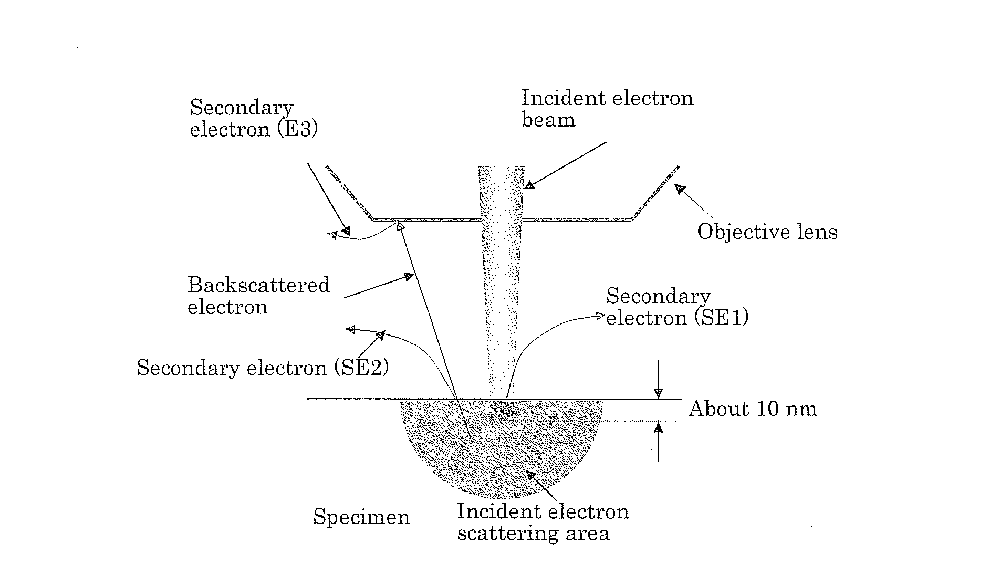 Secondary
electron (E3)
Incident electron
beam
Objective lens
Backscattered
electron
Secondary
electron (SE1)
Secondary electron (SE2)
About 10 nm
Specimen
Incident electron
scattering area